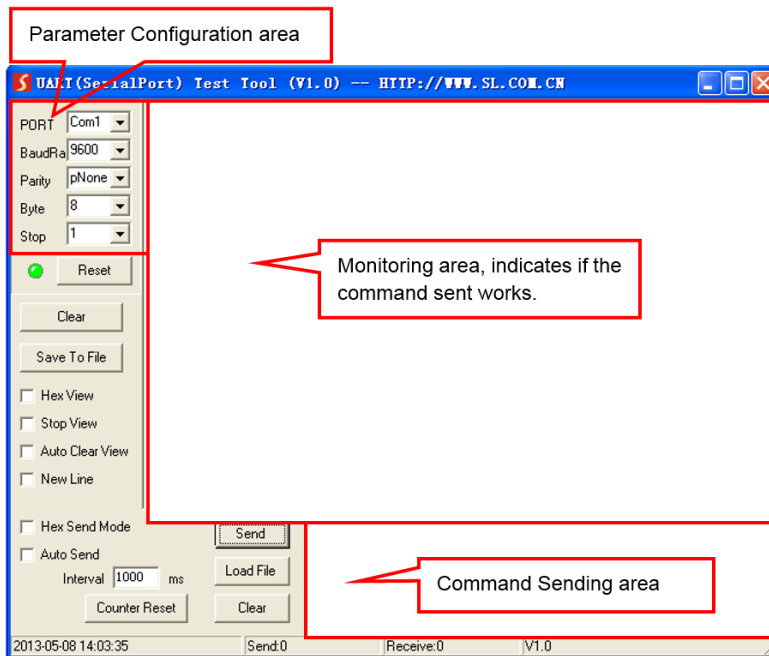 Parameter Configuration area
UART(SerialPort) Test Tool (V1.0) -- HTTP://WWW.SL.COM.CN
PORT Com1
BaudRa 9600
Parity pNone
Byte 8
Stop 1
Reset
Monitoring area, indicates if the
command sent works.
Clear
Save To File
Hex View
Stop View
Auto Clear View
New Line
Hex Send Mode
Send
Auto Send
Interval 1000 ms
Load File
Command Sending area
Counter Reset
Clear
2013-05-08 14:03:35 Send:0 Receive:0 V1.0